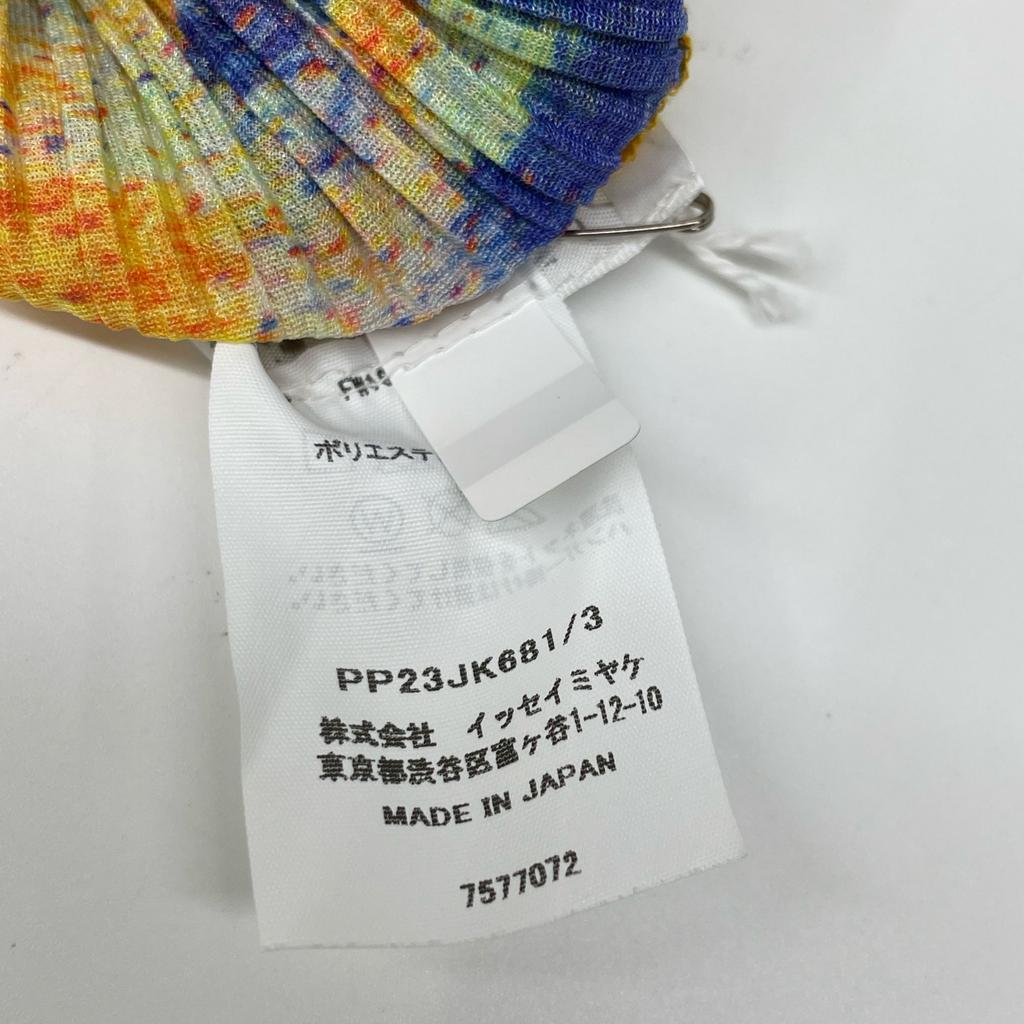 ポリエステ
PP23JK681/3
株式会社 イッセイミヤケ
東京都渋谷区富ヶ谷1-12-10
MADE IN JAPAN
7577072